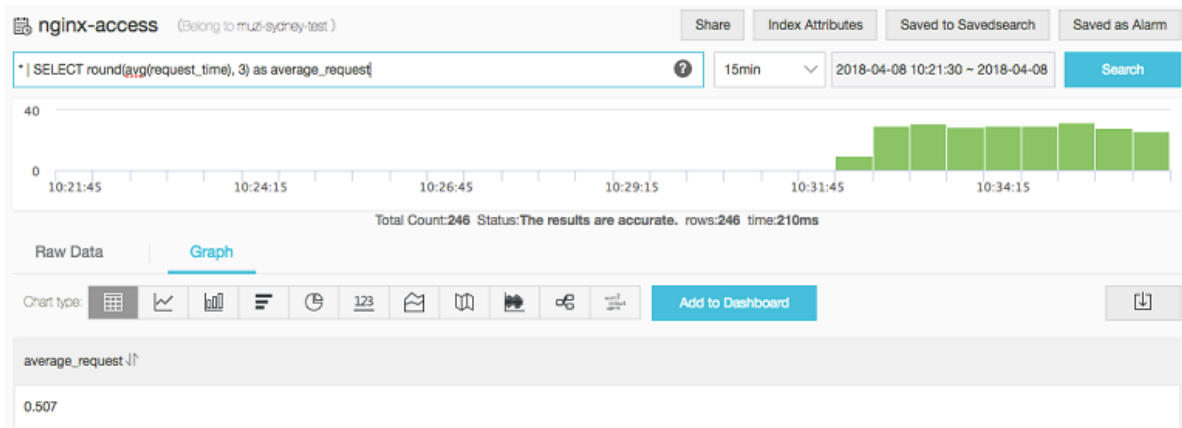 nginx-access (Belong to muzi-sydney-test )
Share Index Attributes Saved to Savedsearch Saved as Alarm
* | SELECT round(avg(request_time), 3) as average_request
? 15min 2018-04-08 10:21:30 ~ 2018-04-08 Search
40
0
10:21:45 10:24:15 10:26:45 10:29:15 10:31:45 10:34:15
Total Count:246 Status:The results are accurate. rows:246 time:210ms
Raw Data Graph
Chart type: 123 Add to Dashboard
average_request
0.507